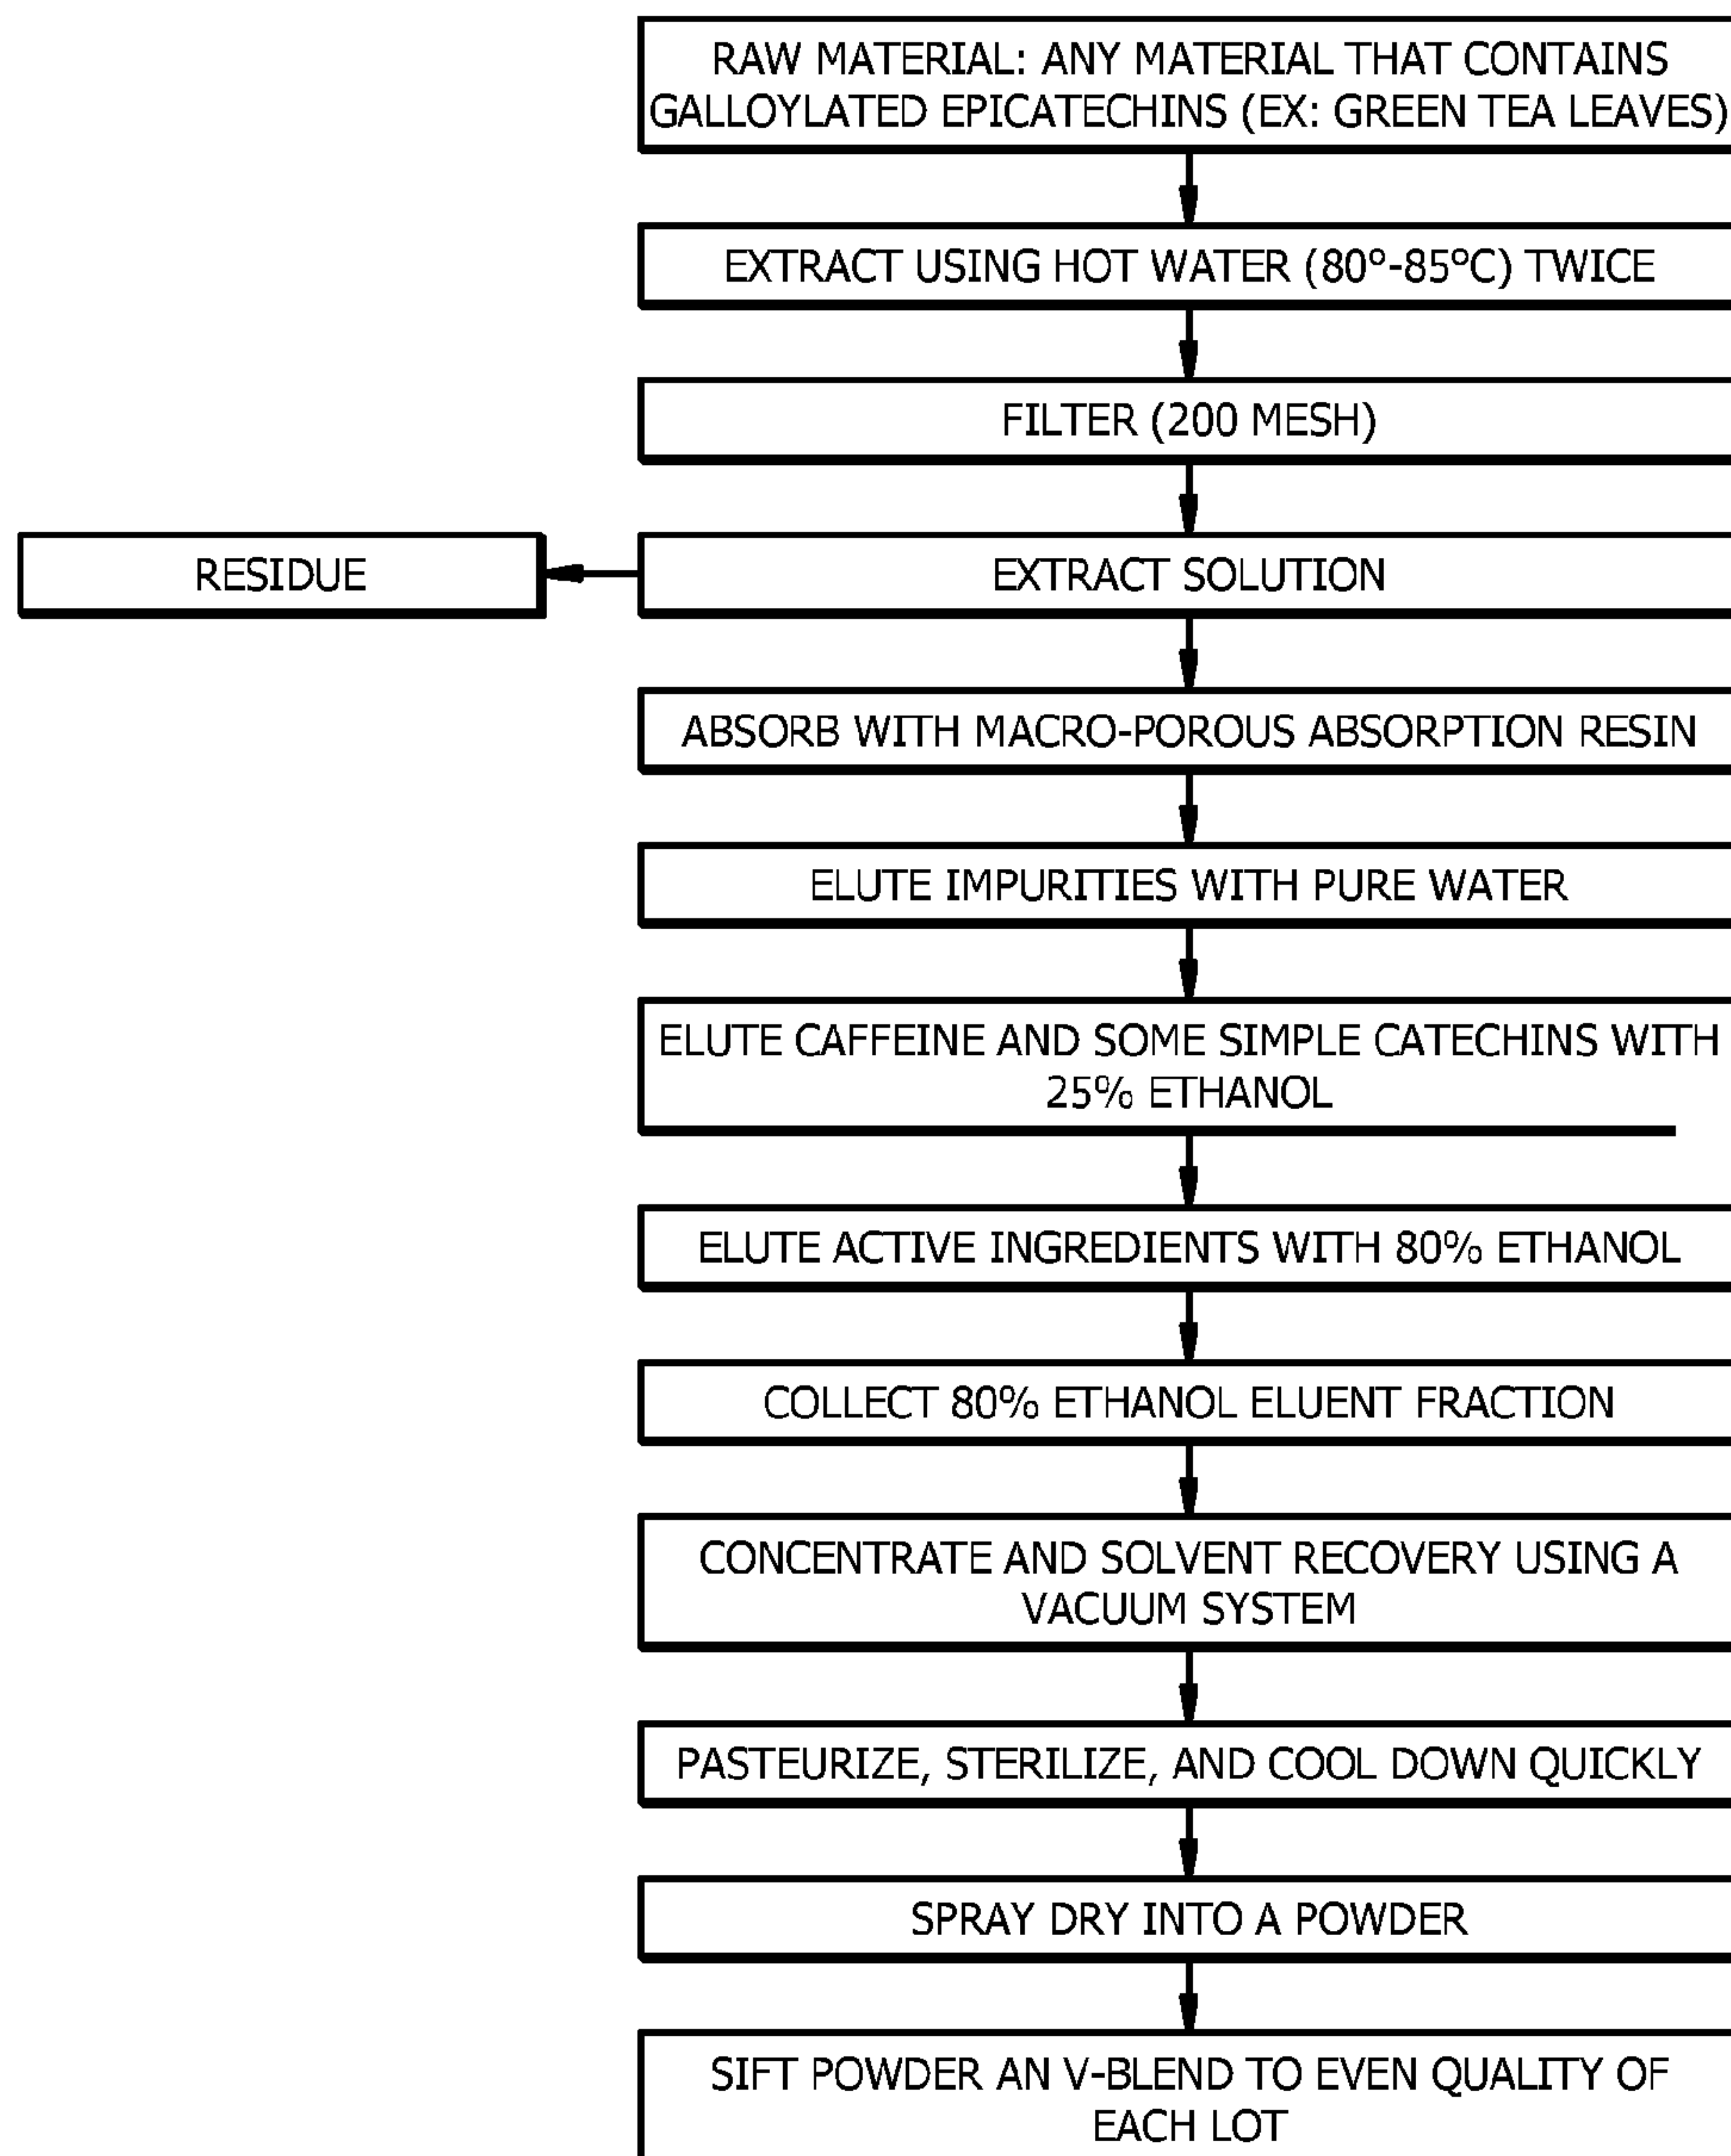 RAW MATERIAL: ANY MATERIAL THAT CONTAINS
GALLOYLATED EPICATECHINS (EX: GREEN TEA LEAVES)
EXTRACT USING HOT WATER (80°-85°C) TWICE
FILTER (200 MESH)
RESIDUE
EXTRACT SOLUTION
ABSORB WITH MACRO-POROUS ABSORPTION RESIN
ELUTE IMPURITIES WITH PURE WATER
ELUTE CAFFEINE AND SOME SIMPLE CATECHINS WITH
25% ETHANOL
ELUTE ACTIVE INGREDIENTS WITH 80% ETHANOL
COLLECT 80% ETHANOL ELUENT FRACTION
CONCENTRATE AND SOLVENT RECOVERY USING A
VACUUM SYSTEM
PASTEURIZE, STERILIZE, AND COOL DOWN QUICKLY
SPRAY DRY INTO A POWDER
SIFT POWDER AN V-BLEND TO EVEN QUALITY OF
EACH LOT